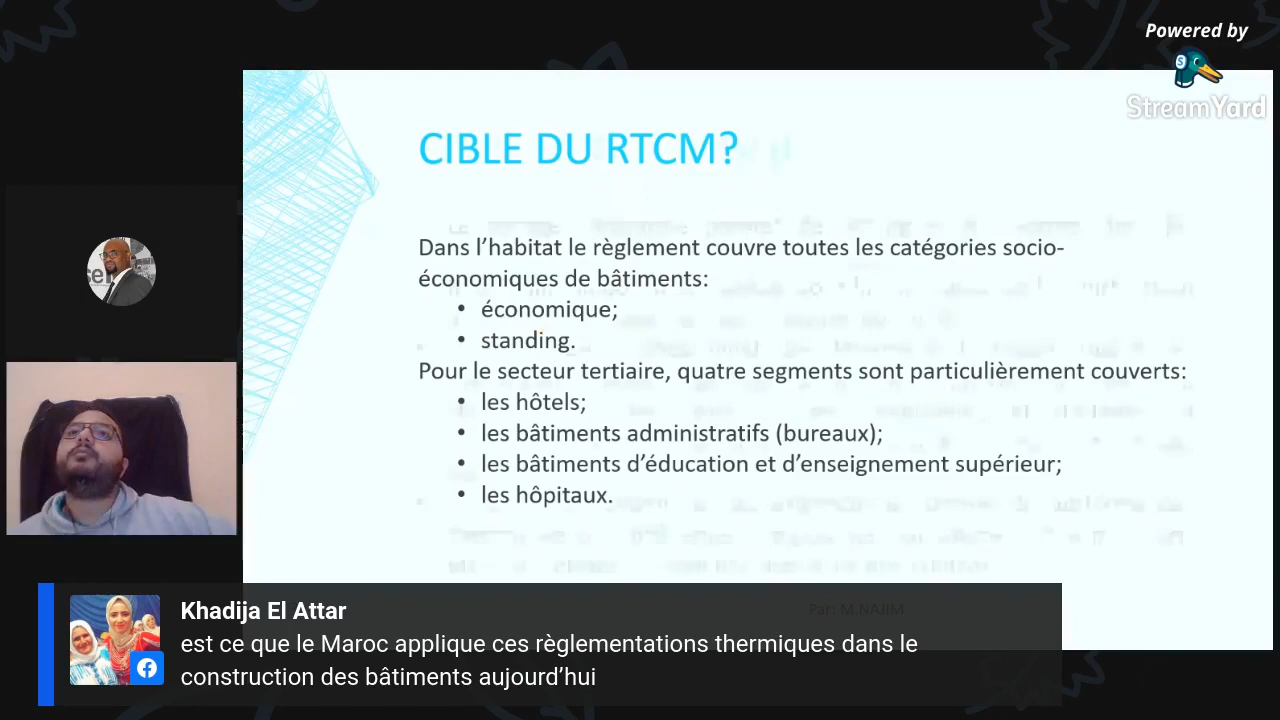 Powered by
StreamYard
CIBLE DU RTCM?
Dans l’habitat le règlement couvre toutes les catégories socio-
économiques de bâtiments:
• économique;
• standing.
Pour le secteur tertiaire, quatre segments sont particulièrement couverts:
• les hôtels;
• les bâtiments administratifs (bureaux);
• les bâtiments d’éducation et d’enseignement supérieur;
• les hôpitaux.
Par: M.NAJIM
Khadija El Attar
est ce que le Maroc applique ces règlementations thermiques dans le
construction des bâtiments aujourd’hui